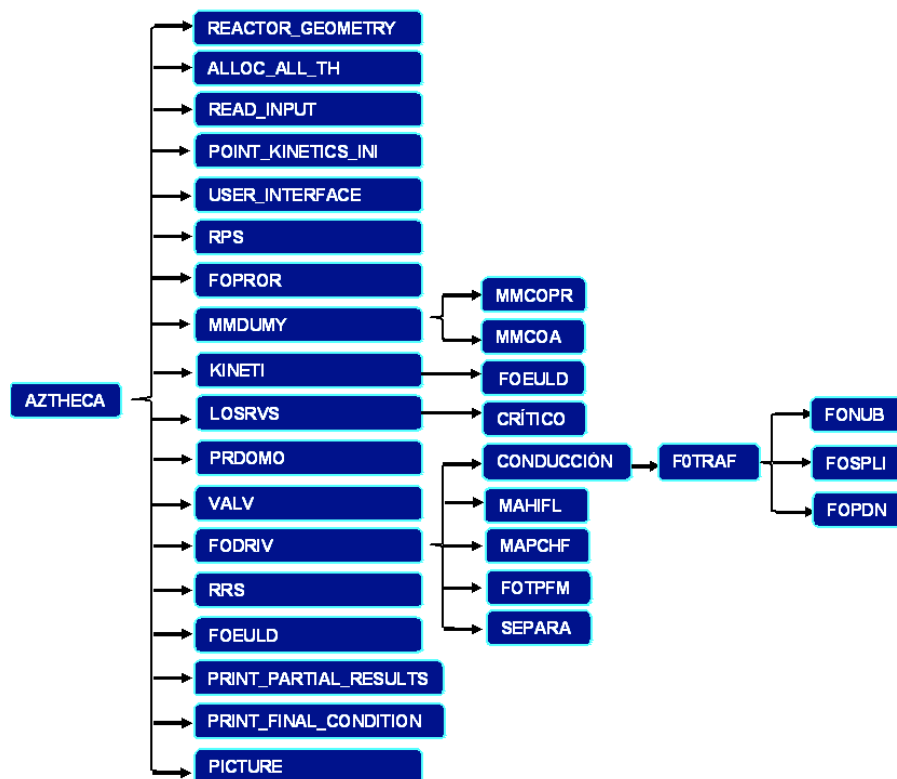 REACTOR_GEOMETRY
ALLOC_ALL_TH
READ_INPUT
POINT_KINETICS_INI
USER_INTERFACE
RPS
FOPROR
MMDUMY
KINETI
LOSRVS
PRDOMO
VALV
FODRIV
RRS
FOEULD
PRINT_PARTIAL_RESULTS
PRINT_FINAL_CONDITION
PICTURE
AZTHECA
MMCOPR
MMCOA
FOEULD
CRÍTICO
CONDUCCIÓN
MAHIFL
MAPCHF
FOTPFM
SEPARA
F0TRAF
FONUB
FOSPLI
FOPDN